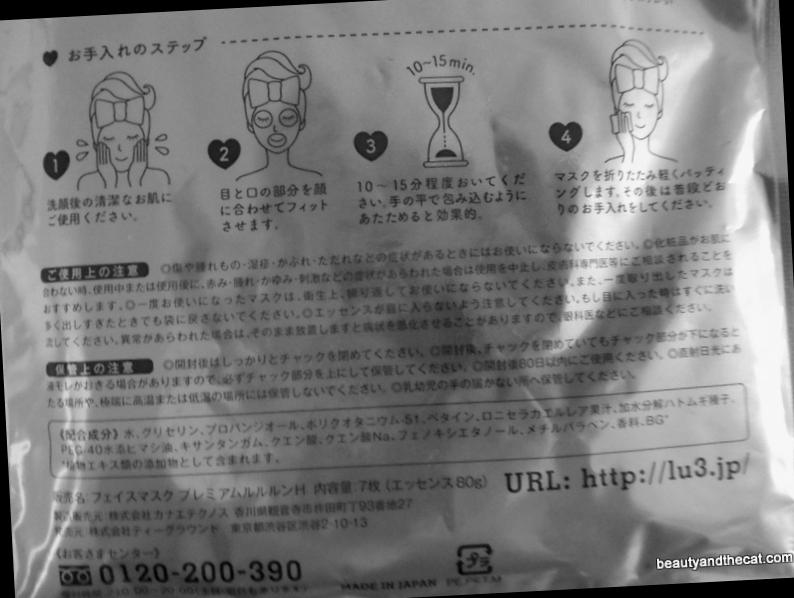 お手入れのステップ
1
洗顔後の清潔なお肌に
ご使用ください。
2
目と口の部分を顔
に合わせてフィット
させます。
10~15min.
3
10~15分程度おいてくだ
さい。手の平で包み込むように
あたためると効果的。
4
マスクを折りたたみ軽くパッティ
ングします。その後は普段どお
りのお手入れをしてください。
ご使用上の注意 ◎傷や腫れもの・湿疹・かぶれ・ただれなどの症状があるときにはお使いにならないでください。◎化粧品がお肌に
合わない時、使用中または使用後に、赤み・腫れ・かゆみ・刺激などの症状があらわれた場合は使用を中止し、皮膚科専門医等にご相談されることを
おすすめします。◎一度お使いになったマスクは、衛生上、繰り返してお使いにならないでください。また、一度取り出したマスクは
多く出しすぎたときでも袋に戻さないでください。◎エッセンスが目に入らないよう注意してください。もし目に入った時はすぐに洗い
流してください。異常があらわれた場合は、そのまま放置しますと症状を悪化させることがありますので、眼科医などにご相談ください。
保管上の注意 ◎開封後はしっかりとチャックを閉めてください。◎開封後、チャックを閉めていてもチャック部分が下になると
液モレがおきる場合がありますので、必ずチャック部分を上にして保管してください。◎開封後80日以内にご使用ください。◎直射日光にあ
たる場所や、極端に高温または低温の場所には保管しないでください。◎乳幼児の手の届かない所へ保管してください。
《配合成分》水、グリセリン、プロパンジオール、ポリクオタニウム-51、ベタイン、ロニセラカエルレア果汁、加水分解ハトムギ種子、
PEG-40水添ヒマシ油、キサンタンガム、クエン酸、クエン酸Na、フェノキシエタノール、メチルパラベン、香料、BG*
*植物エキス類の添加物として含まれます。
販売名:フェイスマスク プレミアムルルルンH 内容量:7枚(エッセンス80g)
URL: http://lu3.jp/
製造販売元:株式会社カナエテクノス 香川県観音寺市柞田町丁93番地27
発売元:株式会社ティーグラウンド 東京都渋谷区渋谷2-10-13
《お客さまセンター》
0120-200-390
プラ
MADE IN JAPAN
PE,PET,M
beautyandthecat.com